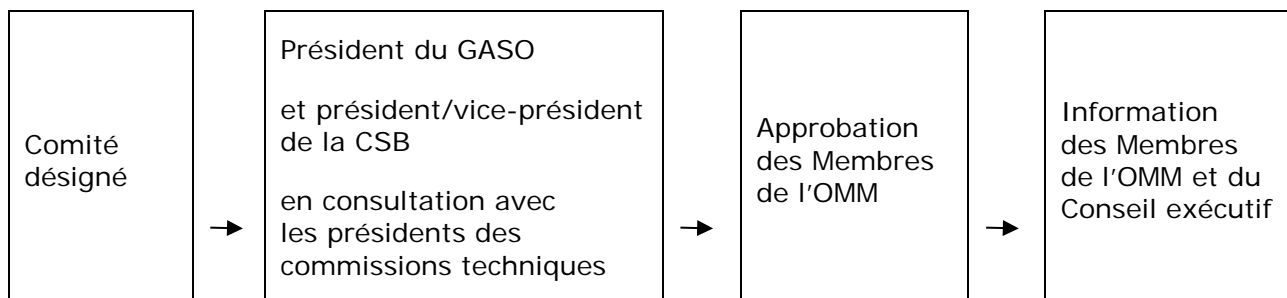 Comité
désigné
Président du GASO
et président/vice-président
de la CSB
en consultation avec
les présidents des
commissions techniques
Approbation
des Membres
de l'OMM
Information
des Membres
de l'OMM et du
Conseil exécutif